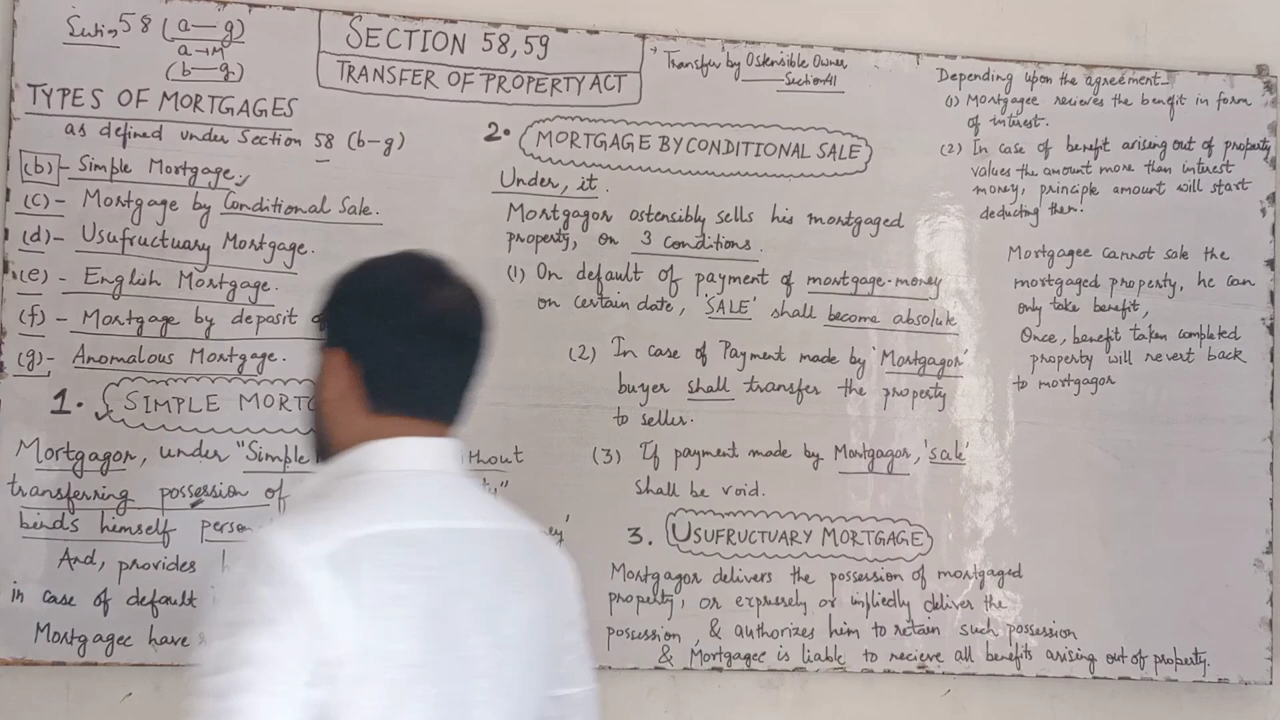 Section 58 (a—g)
a→M
(b—g)
SECTION 58,59
TRANSFER OF PROPERTY ACT
Transfer by Ostensible Owner
Section 41
TYPES OF MORTGAGES
as defined under Section 58 (b-g)
(b)- Simple Mortgage.
(c)- Mortgage by Conditional Sale.
(d)- Usufructuary Mortgage.
(e)- English Mortgage.
(f)- Mortgage by deposit
(g)- Anomalous Mortgage.
1. SIMPLE MORTG
Mortgagor, under "Simple
transferring possession of
binds himself person
And, provides
in case of default
Mortgagee have
2. MORTGAGE BY CONDITIONAL SALE
Under, it.
Mortgagor ostensibly sells his mortgaged
property, on 3 conditions.
(1) On default of payment of mortgage-money
on certain date, 'SALE' shall become absolute
(2) In case of Payment made by 'Mortgagor'
buyer shall transfer the property
to seller.
(3) If payment made by Mortgagor, 'sale'
shall be void.
3. USUFRUCTUARY MORTGAGE
Mortgagor delivers the possession of mortgaged
property, or expressely or impliedly deliver the
possession, & authorizes him to retain such possession
& Mortgagee is liable to recieve all benefits arising out of property.
Depending upon the agreement-
(1) Mortgagee recieves the benefit in form
of interest.
(2) In case of benefit arising out of property
values the amount more than interest
money, principle amount will start
deducting then.
Mortgagee cannot sale the
mortgaged property, he can
only take benefit,
Once, benefit taken completed
property will revert back
to mortgagor